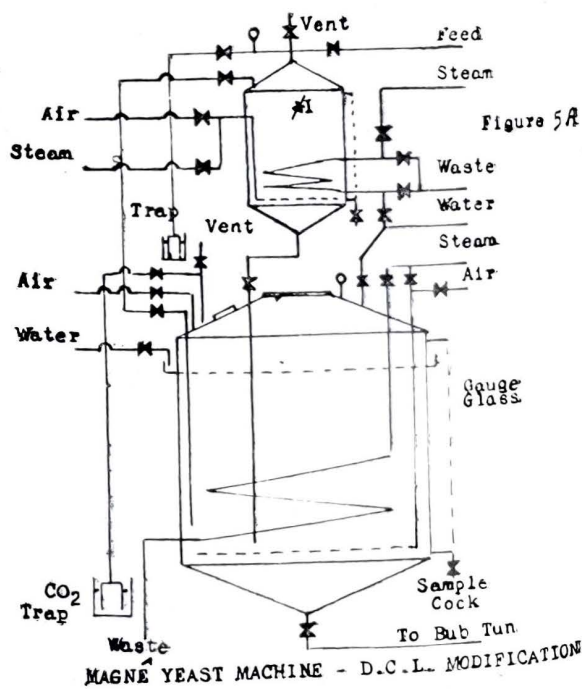 Vent
Feed
Steam
Air
Figure 5A
Steam
Waste
Trap
Vent
Water
Steam
Air
Air
Water
Gauge
Glass
CO2
Trap
Sample
Cock
To Bub Tun
Waste
MAGNE YEAST MACHINE - D.C.L. MODIFICATION